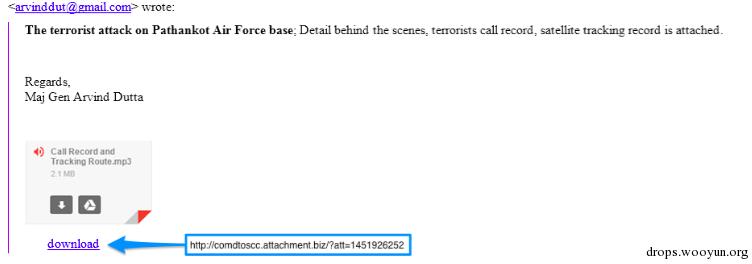 <arvinddut@gmail.com> wrote:
The terrorist attack on Pathankot Air Force base; Detail behind the scenes, terrorists call record, satellite tracking record is attached.
Regards,
Maj Gen Arvind Dutta
Call Record and
Tracking Route.mp3
2.1 MB
download
http://comdtoscc.attachment.biz/?att=1451926252
drops.wooyun.org